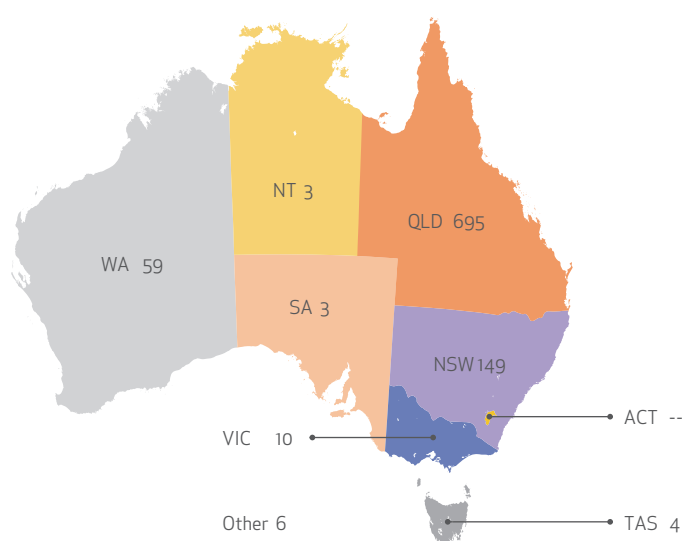 NT 3
QLD 695
WA 59
SA 3
NSW 149
ACT --
VIC 10
Other 6
TAS 4